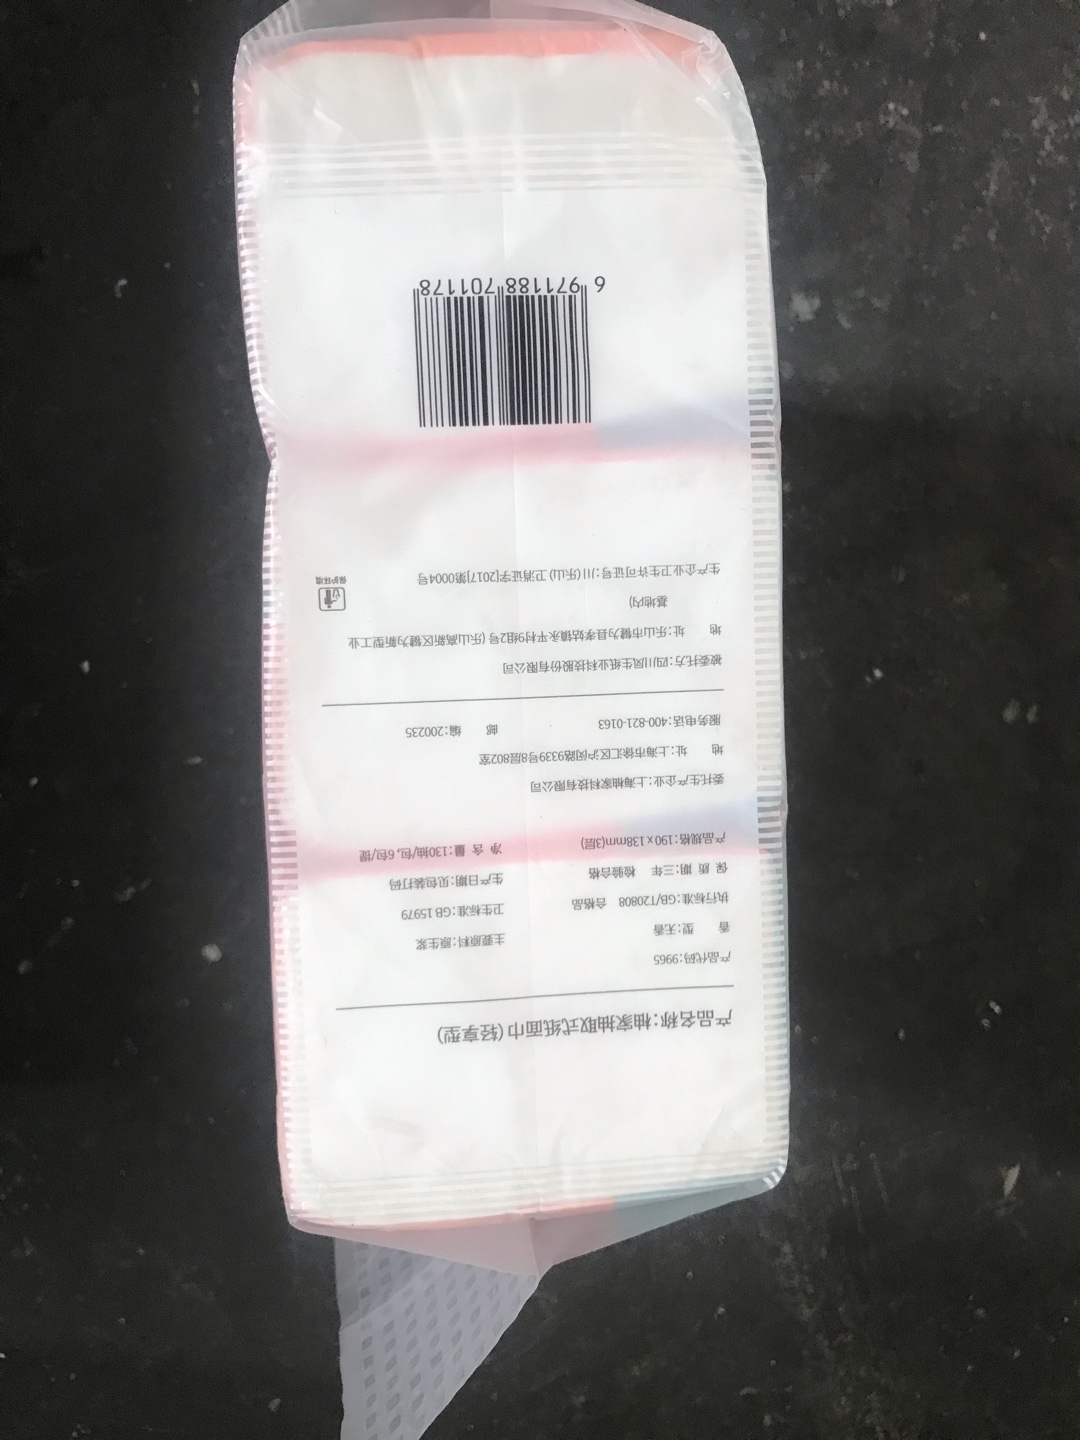 产品名称:柚家抽取式纸面巾(轻享型)
产品代码:9965
香 型:无香 主要原料:原生浆
执行标准:GB/T20808 合格品 卫生标准:GB 15979
保 质 期:三年 检验合格 生产日期:见包装打码
产品规格:190×138mm(3层) 净 含 量:130抽/包,6包/提
委托生产企业:上海柚家科技有限公司
地 址:上海市徐汇区沪闵路9339号8层802室
服务电话:400-821-0163 邮 编:200235
被委托方:四川凤生纸业科技股份有限公司
地 址:乐山市犍为县孝姑镇永平村9组2号(乐山高新区犍为新型工业
基地内)
生产企业卫生许可证号:川(乐山)卫消证字[2017]第0004号
保护环境
6 971188 701178